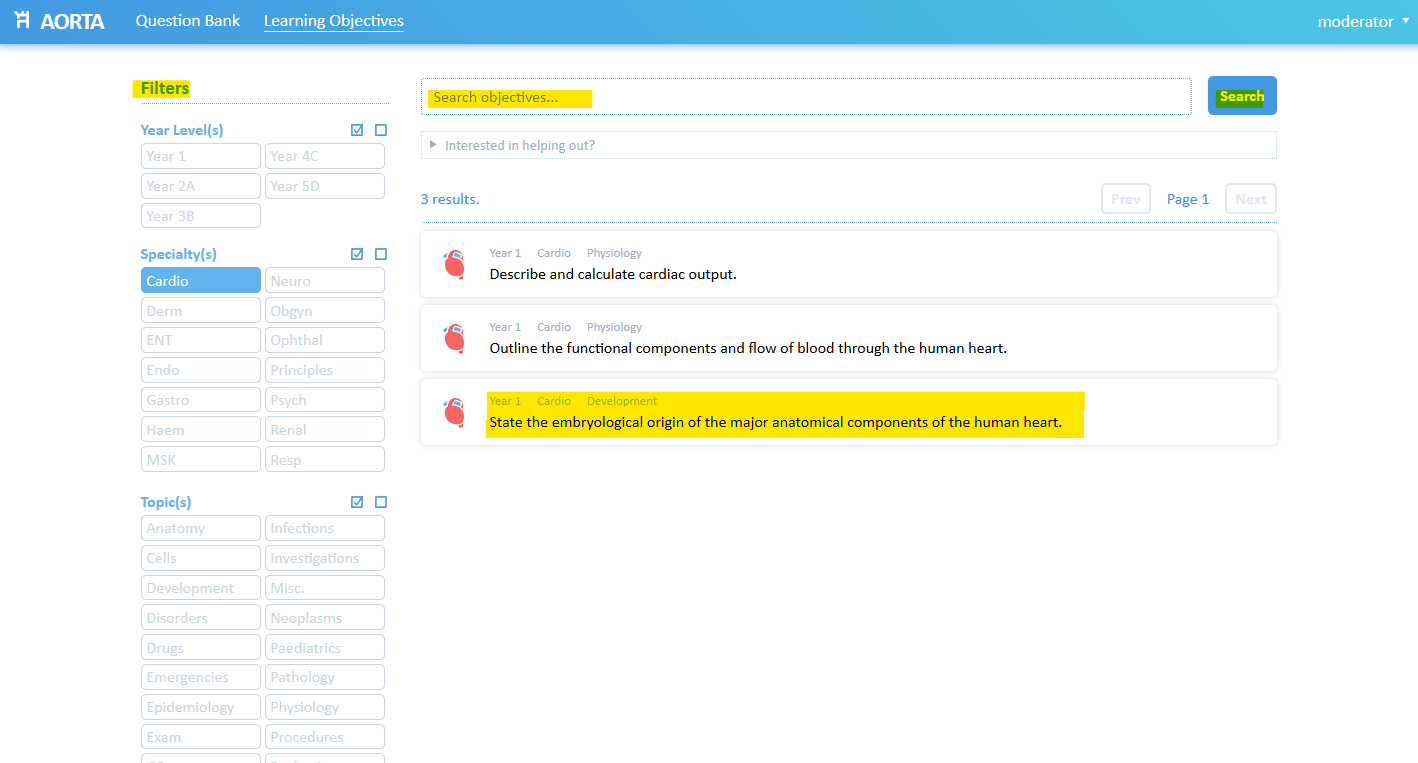 AORTA Question Bank Learning Objectives moderator
Filters
Year Level(s)
Year 1 Year 4C
Year 2A Year 5D
Year 3B
Specialty(s)
Cardio Neuro
Derm Obgyn
ENT Ophthal
Endo Principles
Gastro Psych
Haem Renal
MSK Resp
Topic(s)
Anatomy Infections
Cells Investigations
Development Misc.
Disorders Neoplasms
Drugs Paediatrics
Emergencies Pathology
Epidemiology Physiology
Exam Procedures
Search objectives... Search
Interested in helping out?
3 results. Prev Page 1 Next
Year 1 Cardio Physiology
Describe and calculate cardiac output.
Year 1 Cardio Physiology
Outline the functional components and flow of blood through the human heart.
Year 1 Cardio Development
State the embryological origin of the major anatomical components of the human heart.